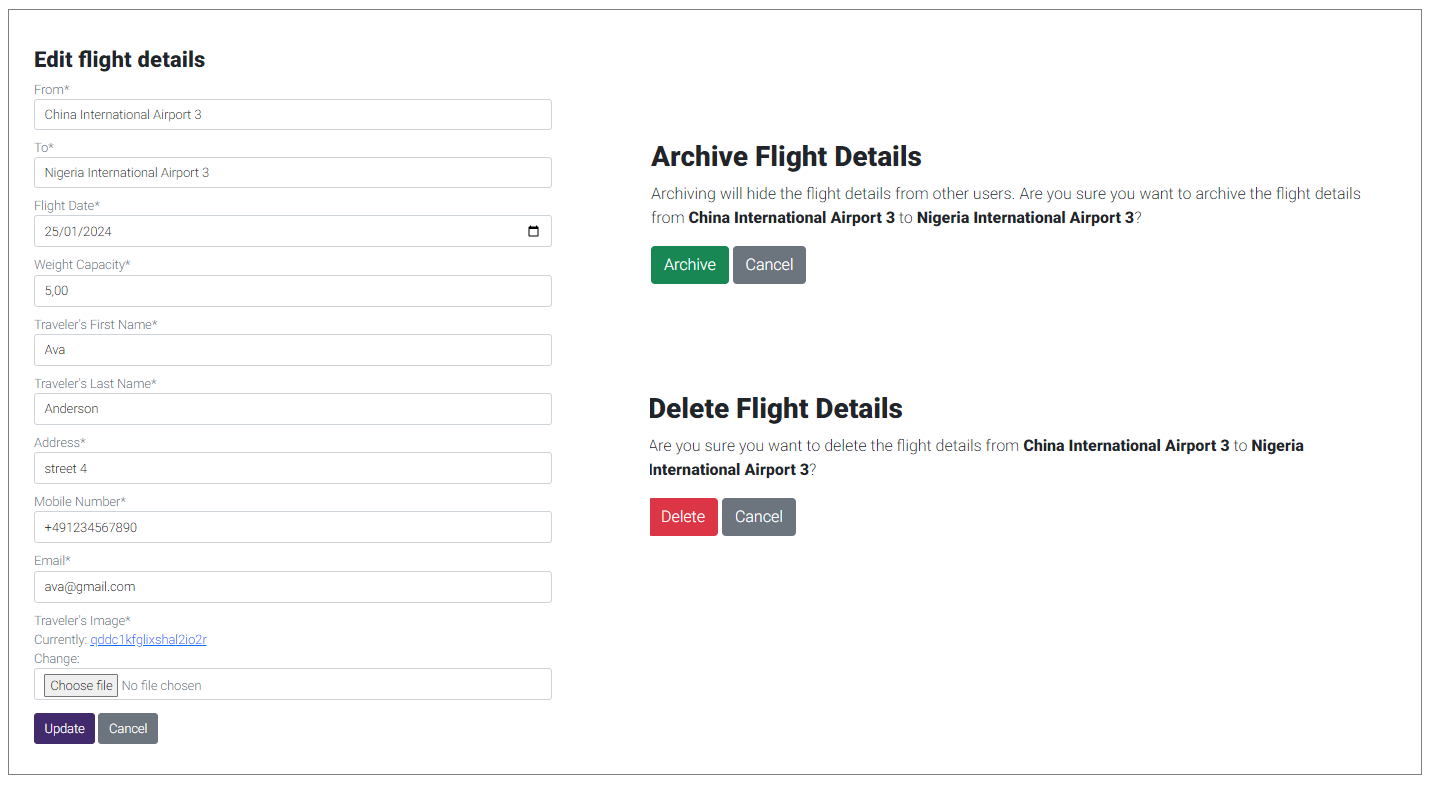 Edit flight details
From*
China International Airport 3
To*
Nigeria International Airport 3
Flight Date*
25/01/2024
Weight Capacity*
5,00
Traveler's First Name*
Ava
Traveler's Last Name*
Anderson
Address*
street 4
Mobile Number*
+491234567890
Email*
ava@gmail.com
Traveler's Image*
Currently: qddc1kfglixshal2io2r
Change:
Choose file No file chosen
Update Cancel
Archive Flight Details
Archiving will hide the flight details from other users. Are you sure you want to archive the flight details
from China International Airport 3 to Nigeria International Airport 3?
Archive Cancel
Delete Flight Details
Are you sure you want to delete the flight details from China International Airport 3 to Nigeria
International Airport 3?
Delete Cancel